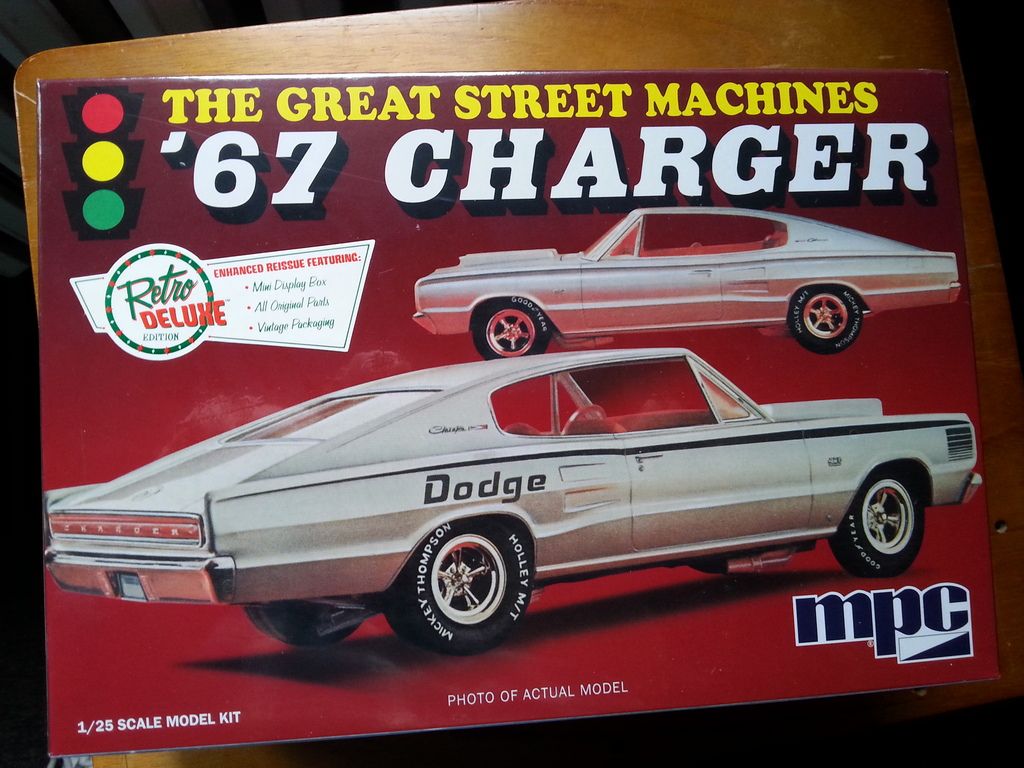 THE GREAT STREET MACHINES
'67 CHARGER
Retro
DELUXE™
EDITION
ENHANCED REISSUE FEATURING:
• Mini Display Box
• All Original Parts
• Vintage Packaging
GOODYEAR
HOLLEY M/T
MICKEY THOMPSON
Charger
Dodge
CHARGER
MICKEY THOMPSON
HOLLEY M/T
GOODYEAR
mpc®
PHOTO OF ACTUAL MODEL
1/25 SCALE MODEL KIT